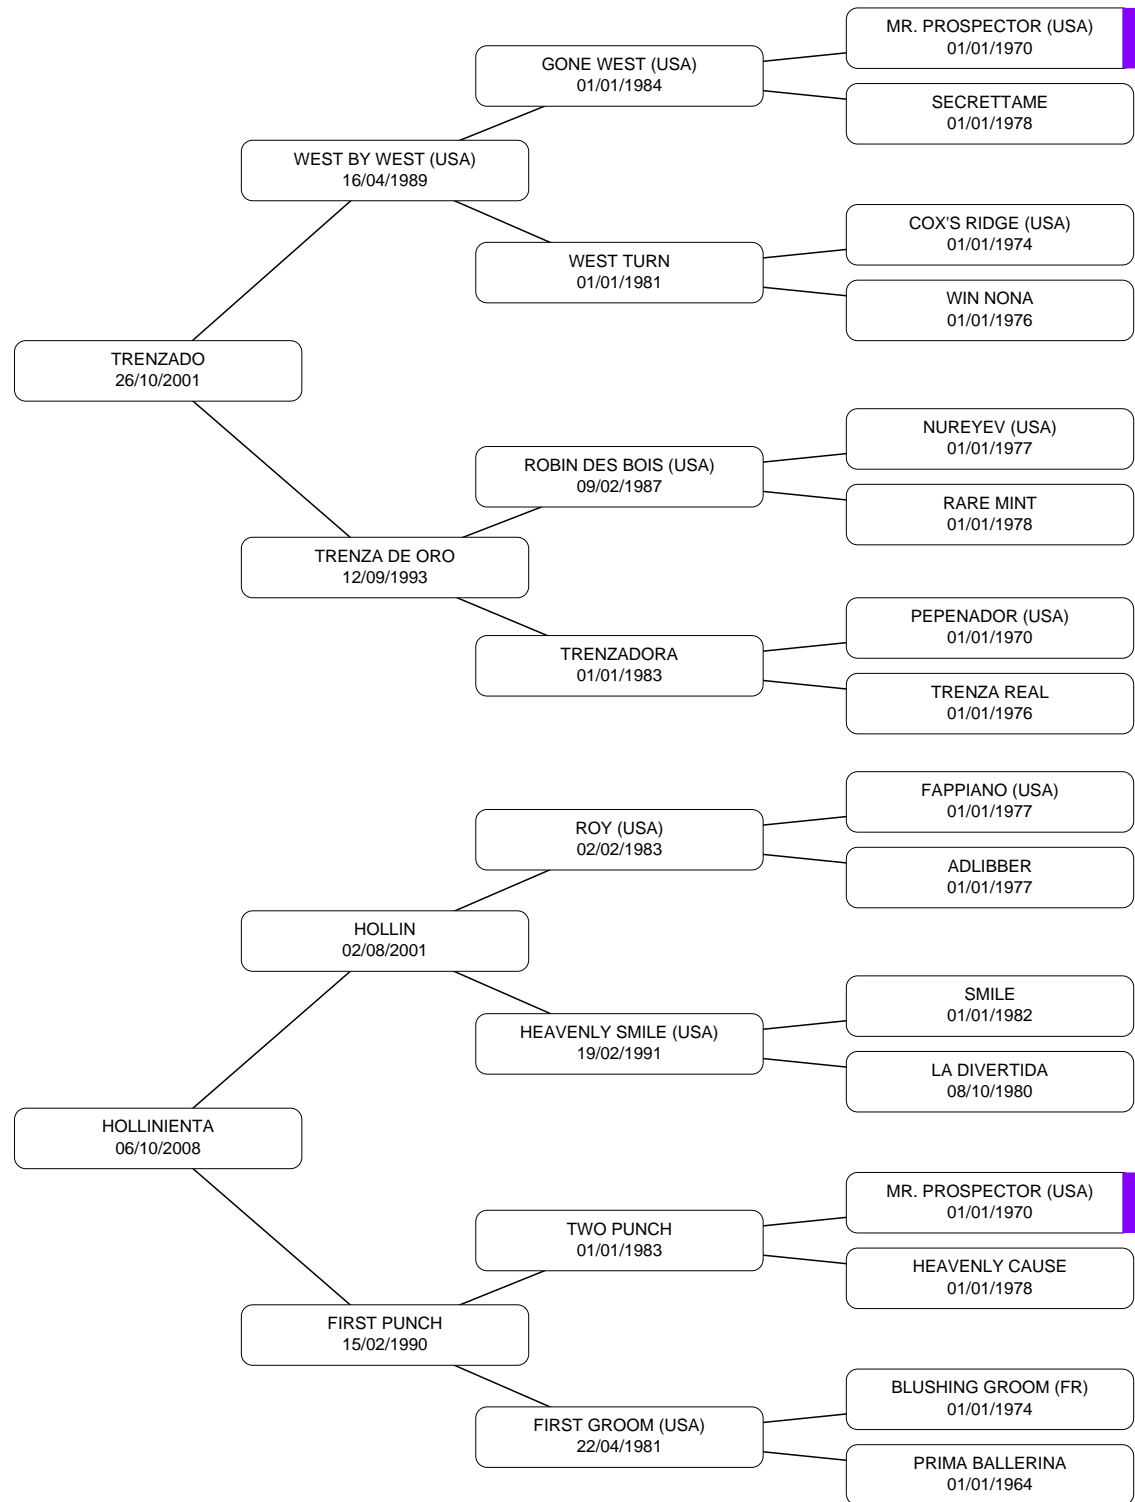 MR. PROSPECTOR (USA)
01/01/1970
GONE WEST (USA)
01/01/1984
SECRETTAME
01/01/1978
WEST BY WEST (USA)
16/04/1989
COX'S RIDGE (USA)
01/01/1974
WEST TURN
01/01/1981
WIN NONA
01/01/1976
TRENZADO
26/10/2001
NUREYEV (USA)
01/01/1977
ROBIN DES BOIS (USA)
09/02/1987
RARE MINT
01/01/1978
TRENZA DE ORO
12/09/1993
PEPENADOR (USA)
01/01/1970
TRENZADORA
01/01/1983
TRENZA REAL
01/01/1976
FAPPIANO (USA)
01/01/1977
ROY (USA)
02/02/1983
ADLIBBER
01/01/1977
HOLLIN
02/08/2001
SMILE
01/01/1982
HEAVENLY SMILE (USA)
19/02/1991
LA DIVERTIDA
08/10/1980
HOLLINIENTA
06/10/2008
MR. PROSPECTOR (USA)
01/01/1970
TWO PUNCH
01/01/1983
HEAVENLY CAUSE
01/01/1978
FIRST PUNCH
15/02/1990
BLUSHING GROOM (FR)
01/01/1974
FIRST GROOM (USA)
22/04/1981
PRIMA BALLERINA
01/01/1964